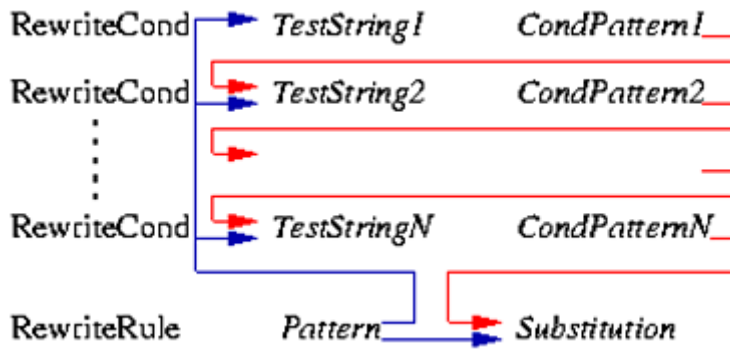 RewriteCond TestString1 CondPattern1
RewriteCond TestString2 CondPattern2
RewriteCond TestStringN CondPatternN
RewriteRule Pattern Substitution